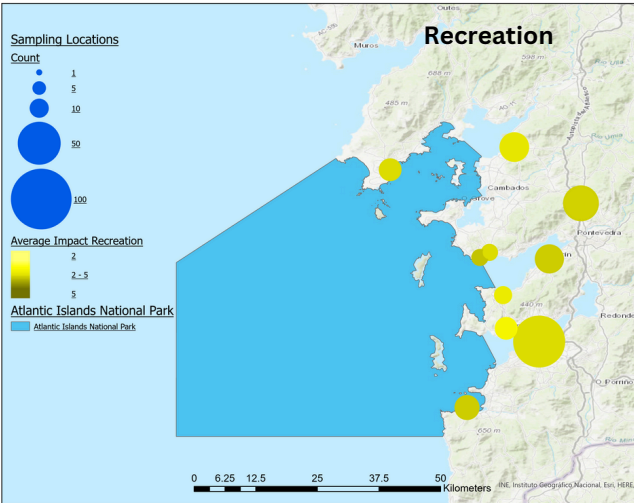 Recreation
Sampling Locations
Count
1
5
10
50
100
Average Impact Recreation
2
2 - 5
5
Atlantic Islands National Park
Atlantic Islands National Park
Outes
Muros
688 m
598 m
485 m
Cambados
Pontevedra
440 m
Redonde
O Porriño
650 m
0 6.25 12.5 25 37.5 50
Kilometers
INE, Instituto Geográfico Nacional, Esri, HERE,